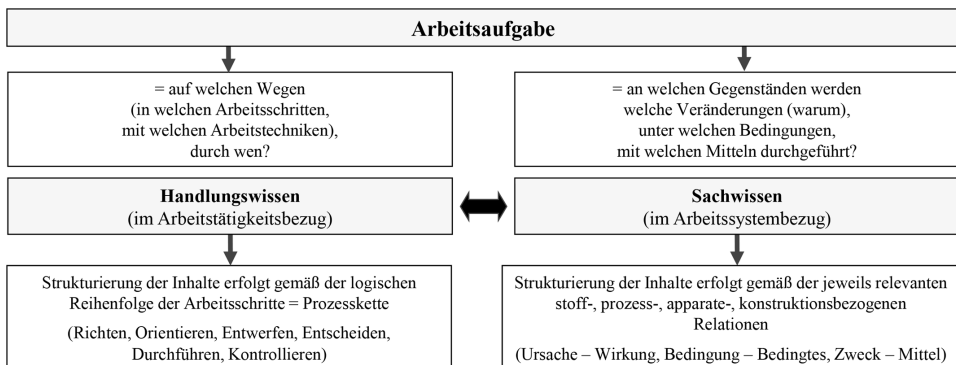 Arbeitsaufgabe
= auf welchen Wegen
(in welchen Arbeitsschritten,
mit welchen Arbeitstechniken),
durch wen?
= an welchen Gegenständen werden
welche Veränderungen (warum),
unter welchen Bedingungen,
mit welchen Mitteln durchgeführt?
Handlungswissen
(im Arbeitstätigkeitsbezug)
Sachwissen
(im Arbeitssystembezug)
Strukturierung der Inhalte erfolgt gemäß der logischen
Reihenfolge der Arbeitsschritte = Prozesskette
(Richten, Orientieren, Entwerfen, Entscheiden,
Durchführen, Kontrollieren)
Strukturierung der Inhalte erfolgt gemäß der jeweils relevanten
stoff-, prozess-, apparate-, konstruktionsbezogenen
Relationen
(Ursache – Wirkung, Bedingung – Bedingtes, Zweck – Mittel)